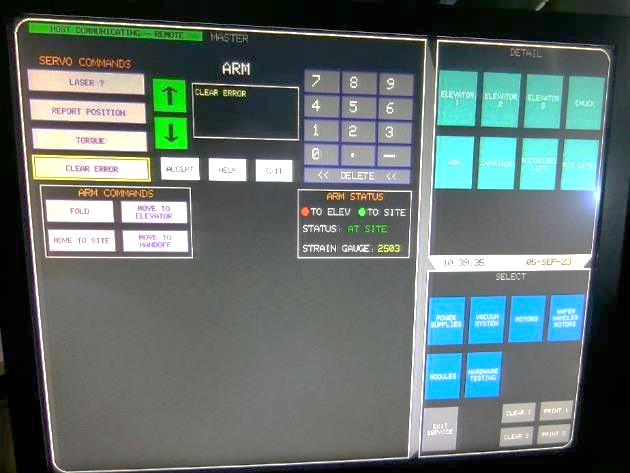 HOST COMMUNICATING - REMOTE
MASTER
SERVO COMMANDS
ARM
LASER ?
REPORT POSITION
TORQUE
CLEAR ERROR
CLEAR ERROR
7 8 9
4 5 6
1 2 3
0 . -
<< DELETE <<
ACCEPT
HELP
EXIT
ARM COMMANDS
FOLD
MOVE TO ELEVATOR
MOVE TO SITE
MOVE TO HANDOFF
ARM STATUS
TO ELEV
TO SITE
STATUS: AT SITE
STRAIN GAUGE: 2503
DETAIL
ELEVATOR 1
ELEVATOR 2
ELEVATOR 3
CHUCK
ARM
CARRIAGE
MOTORIZED LIFT
10.39.35
05-SEP-23
SELECT
POWER SUPPLIES
VACUUM SYSTEM
MOTORS
WAFER HANDLER MOTORS
MODULES
HARDWARE TESTING
EXIT SERVICE
CLEAR 1
PRINT 1
CLEAR 2
PRINT 2